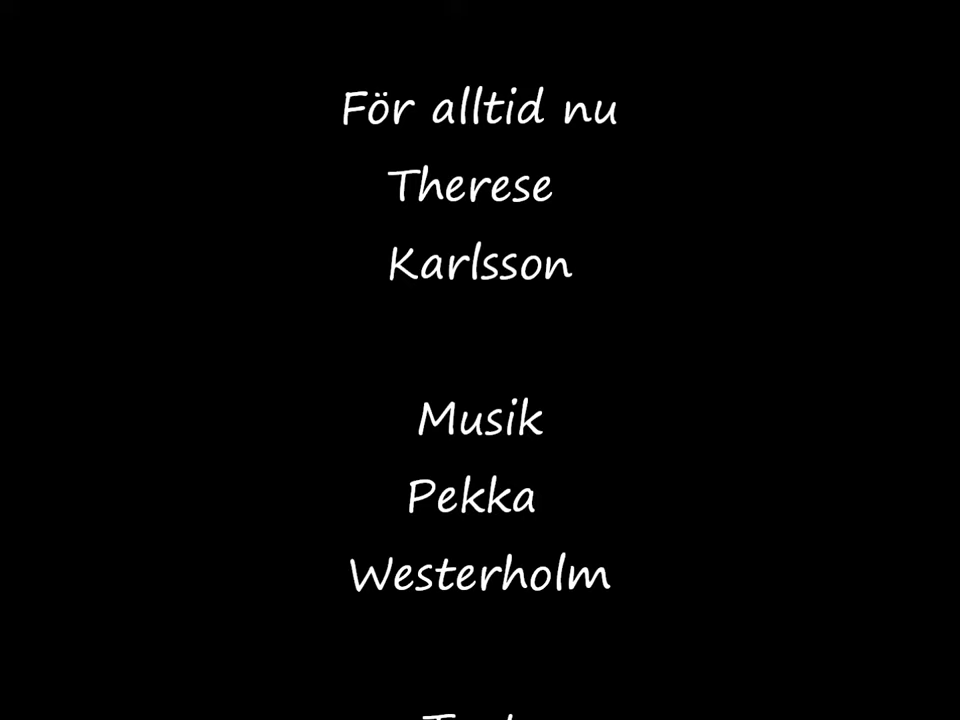 För alltid nu
Therese
Karlsson
Musik
Pekka
Westerholm